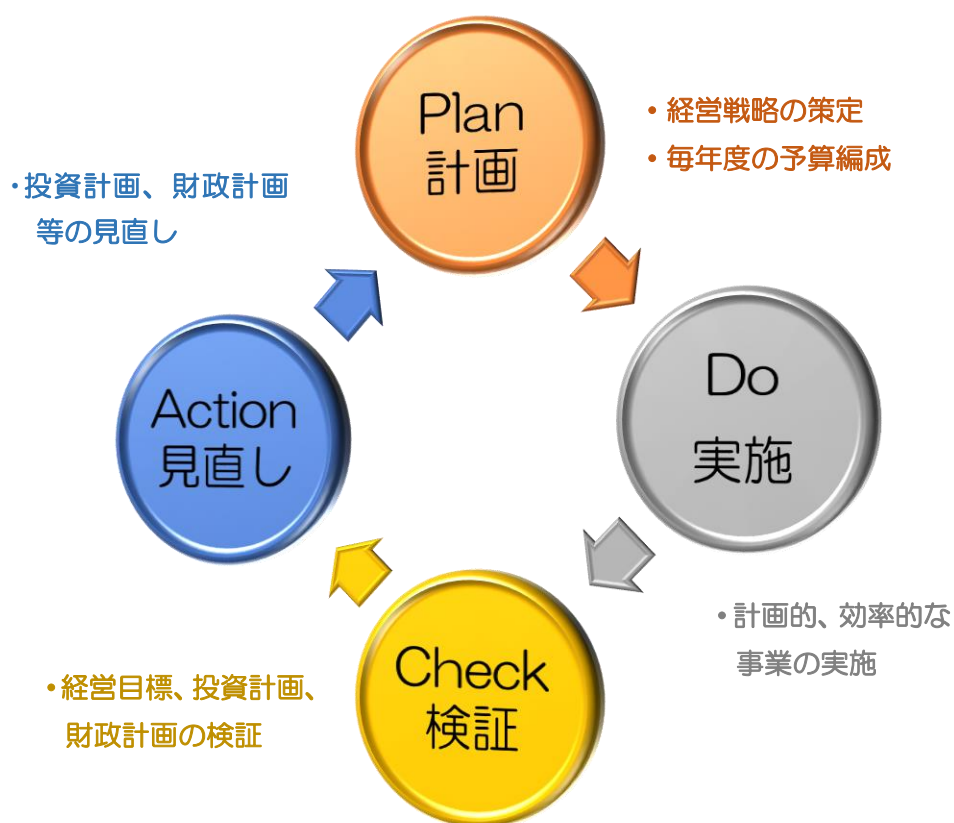 Plan
計画
・経営戦略の策定
・毎年度の予算編成
Do
実施
・計画的、効率的な
事業の実施
Check
検証
・経営目標、投資計画、
財政計画の検証
Action
見直し
・投資計画、財政計画
等の見直し